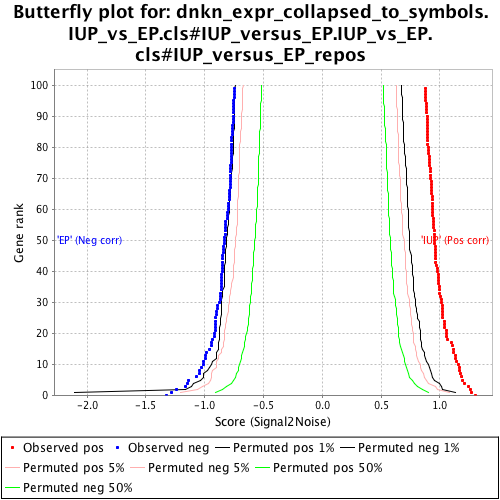 Butterfly plot for: dnkn_expr_collapsed_to_symbols.
IUP_vs_EP.cls#IUP_versus_EP.IUP_vs_EP.
cls#IUP_versus_EP_repos
100
90
80
70
60
50
40
30
20
10
0
Gene rank
'EP' (Neg corr)
'IUP' (Pos corr)
-2.0 -1.5 -1.0 -0.5 0.0 0.5 1.0
Score (Signal2Noise)
Observed pos Observed neg Permuted pos 1% Permuted neg 1%
Permuted pos 5% Permuted neg 5% Permuted pos 50%
Permuted neg 50%